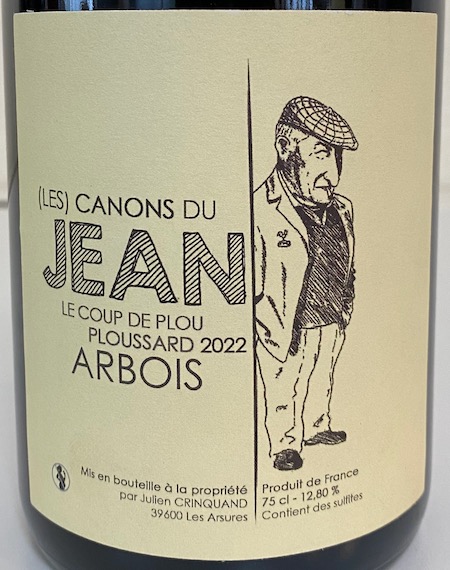 (LES) CANONS DU
JEAN
LE COUP DE PLOU
PLOUSSARD 2022
ARBOIS
Mis en bouteille à la propriété
par Julien CRINQUAND
39600 Les Arsures
Produit de France
75 cl - 12,80 %
Contient des sulfites